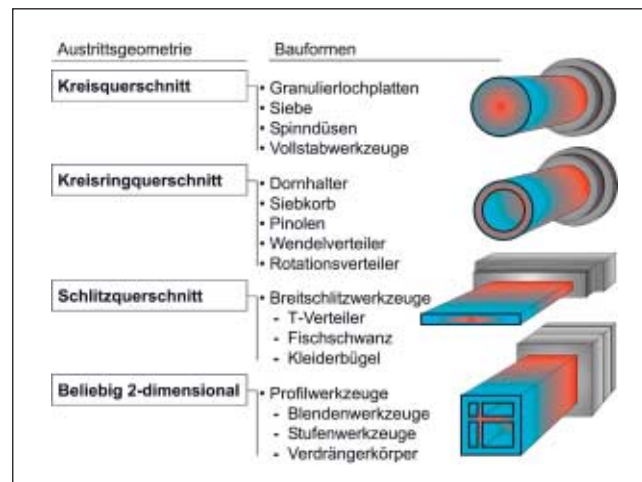 Austrittsgeometrie Bauformen
Kreisquerschnitt
• Granulierlochplatten
• Siebe
• Spinndüsen
• Vollstabwerkzeuge
Kreisringquerschnitt
• Dornhalter
• Siebkorb
• Pinolen
• Wendelverteiler
• Rotationsverteiler
Schlitzquerschnitt
• Breitschlitzwerkzeuge
- T-Verteiler
- Fischschwanz
- Kleiderbügel
Beliebig 2-dimensional
• Profilwerkzeuge
- Blendenwerkzeuge
- Stufenwerkzeuge
- Verdrängerkörper